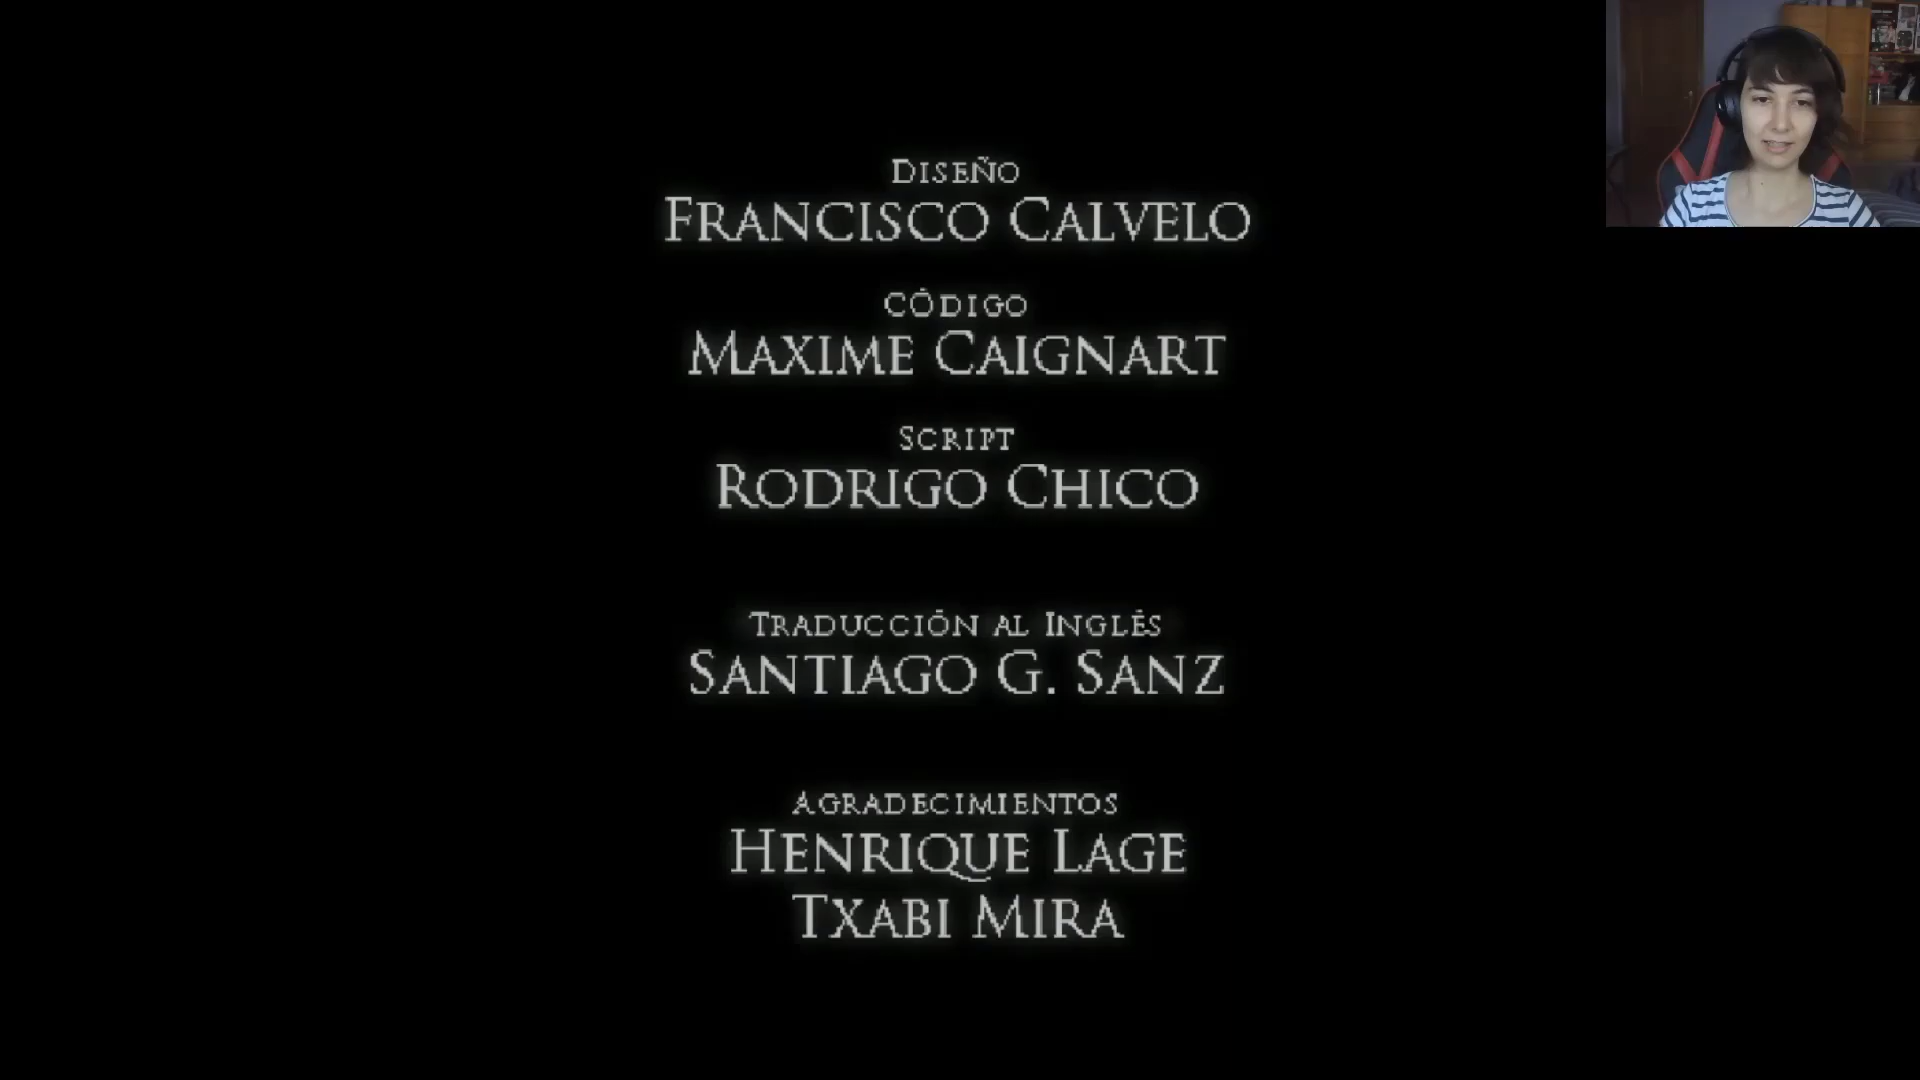 Diseño
Francisco Calvelo
Código
Maxime Caignart
Script
Rodrigo Chico
Traducción al Inglés
Santiago G. Sanz
Agradecimientos
Henrique Lage
Txabi Mira